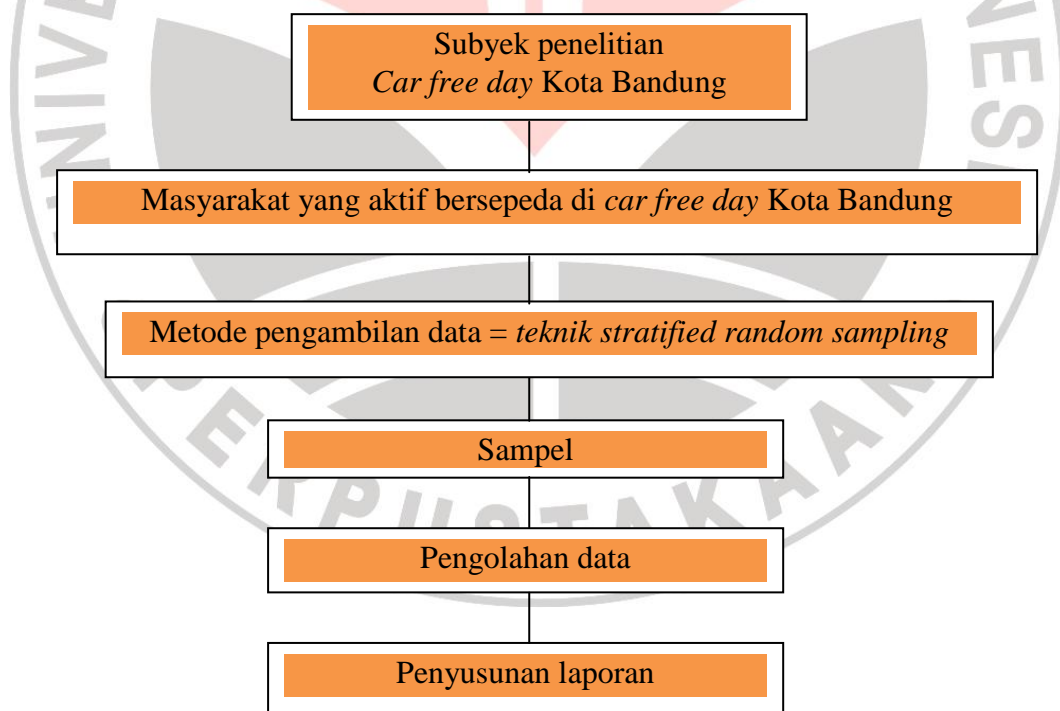 Subyek penelitian
Car free day Kota Bandung
Masyarakat yang aktif bersepeda di car free day Kota Bandung
Metode pengambilan data = teknik stratified random sampling
Sampel
Pengolahan data
Penyusunan laporan
PERPUSTAKAAN